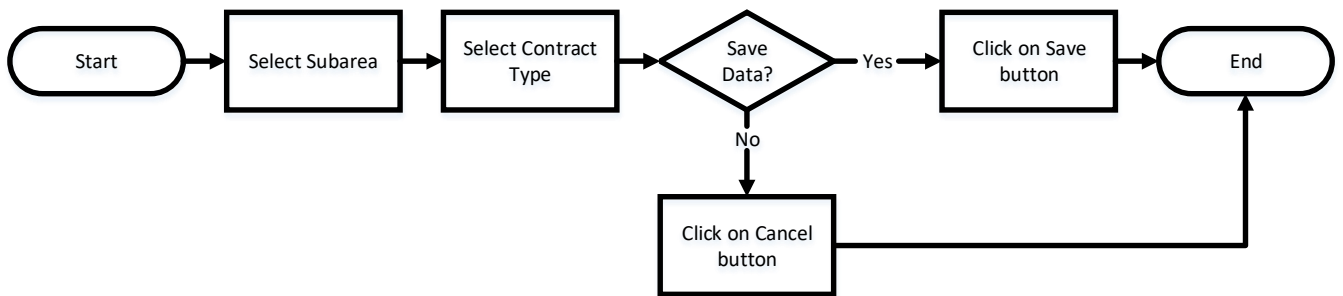 Start
Select Subarea
Select Contract
Type
Save
Data?
Yes
Click on Save
button
End
No
Click on Cancel
button